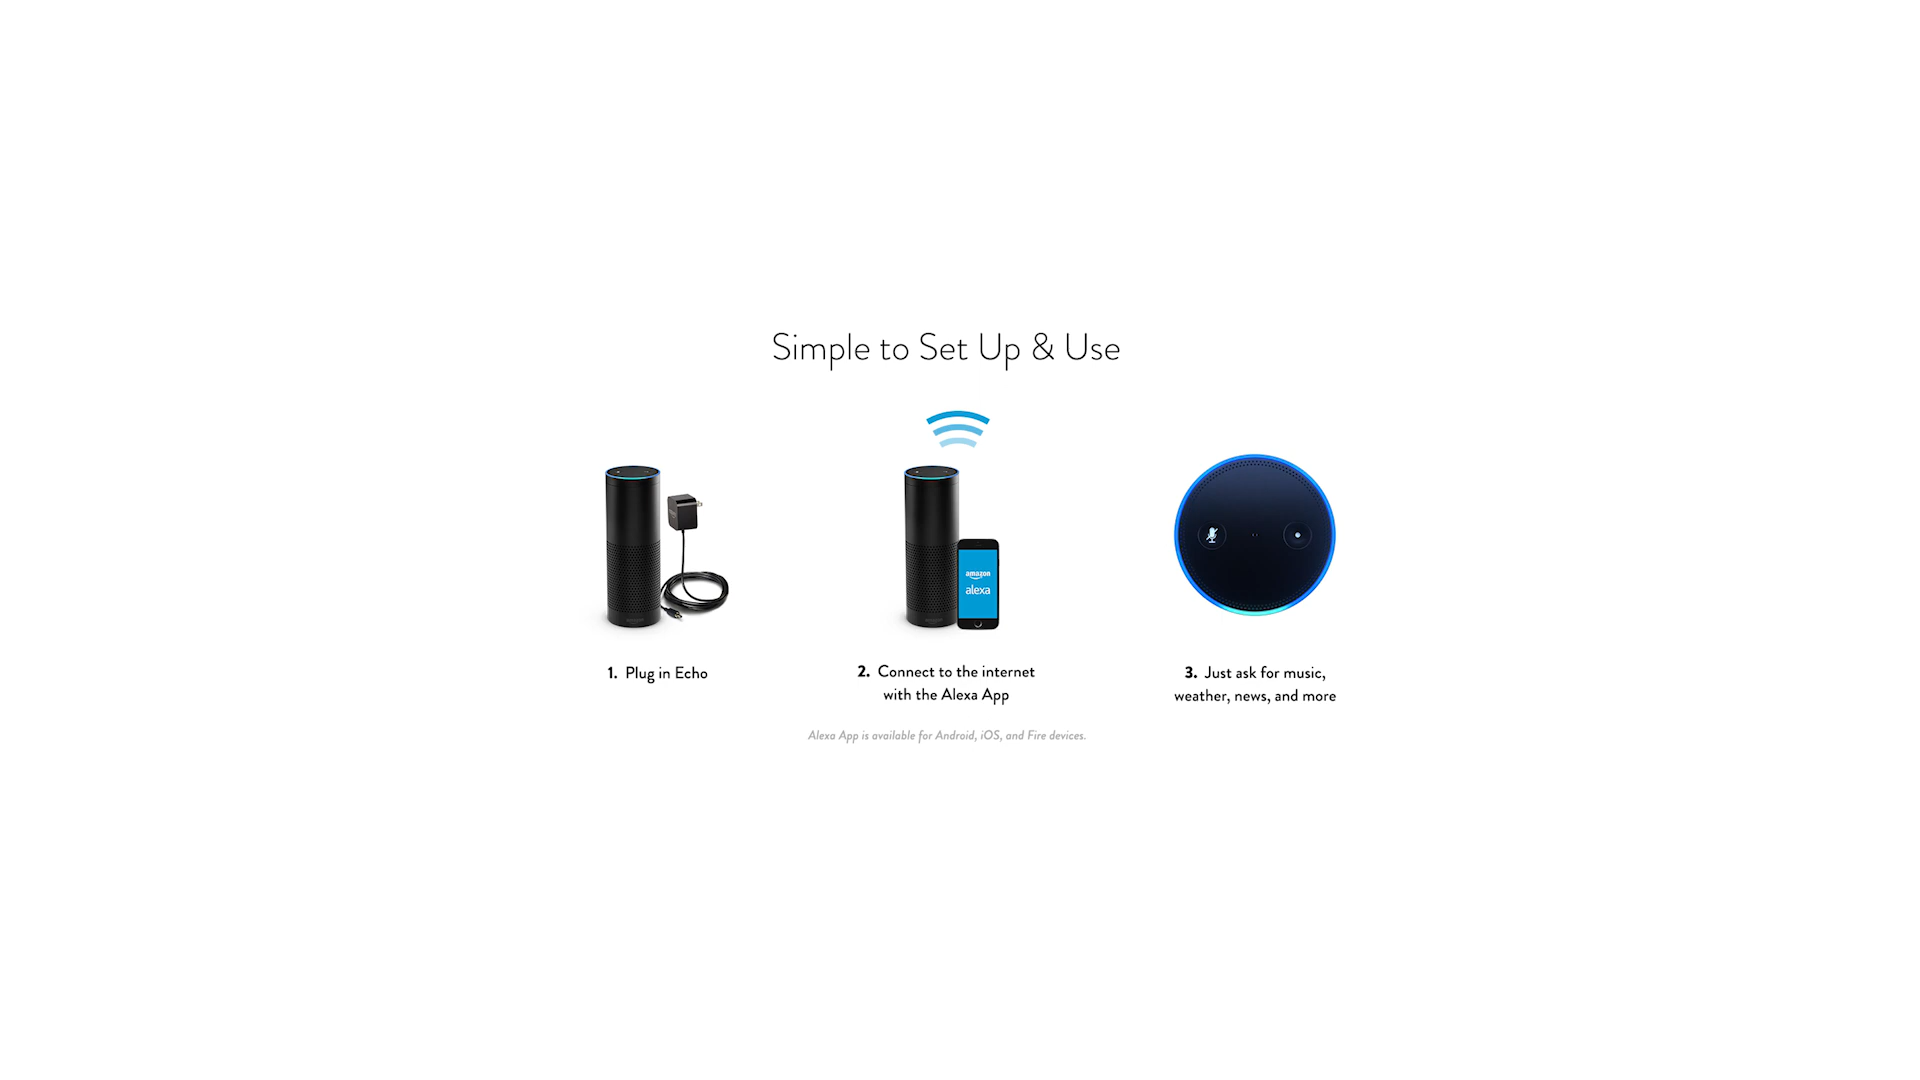 Simple to Set Up & Use
amazon
alexa
1. Plug in Echo
2. Connect to the internet
with the Alexa App
3. Just ask for music,
weather, news, and more
Alexa App is available for Android, iOS, and Fire devices.